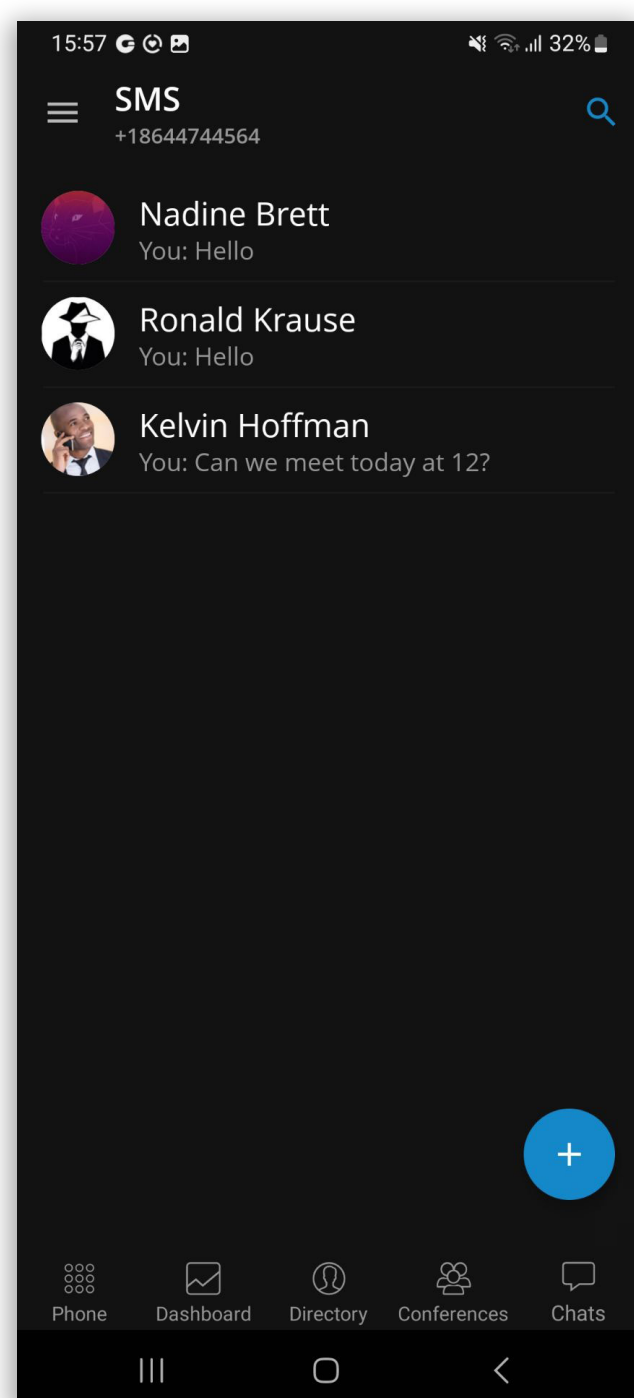 15:57 32%
SMS
+18644744564
Nadine Brett
You: Hello
Ronald Krause
You: Hello
Kelvin Hoffman
You: Can we meet today at 12?
+
Phone Dashboard Directory Conferences Chats